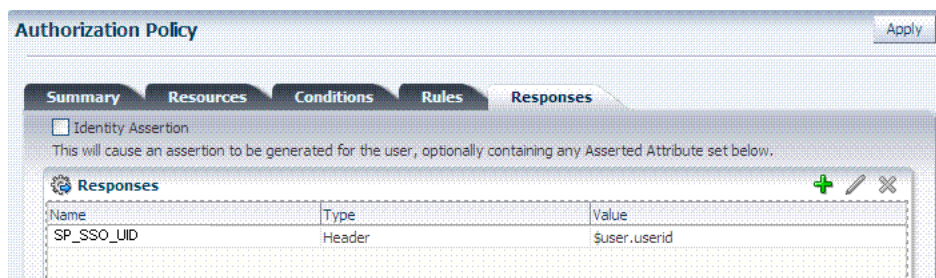 Authorization Policy
Apply
Summary Resources Conditions Rules Responses
Identity Assertion
This will cause an assertion to be generated for the user, optionally containing any Asserted Attribute set below.
Responses
Name Type Value
SP_SSO_UID Header $user.userid